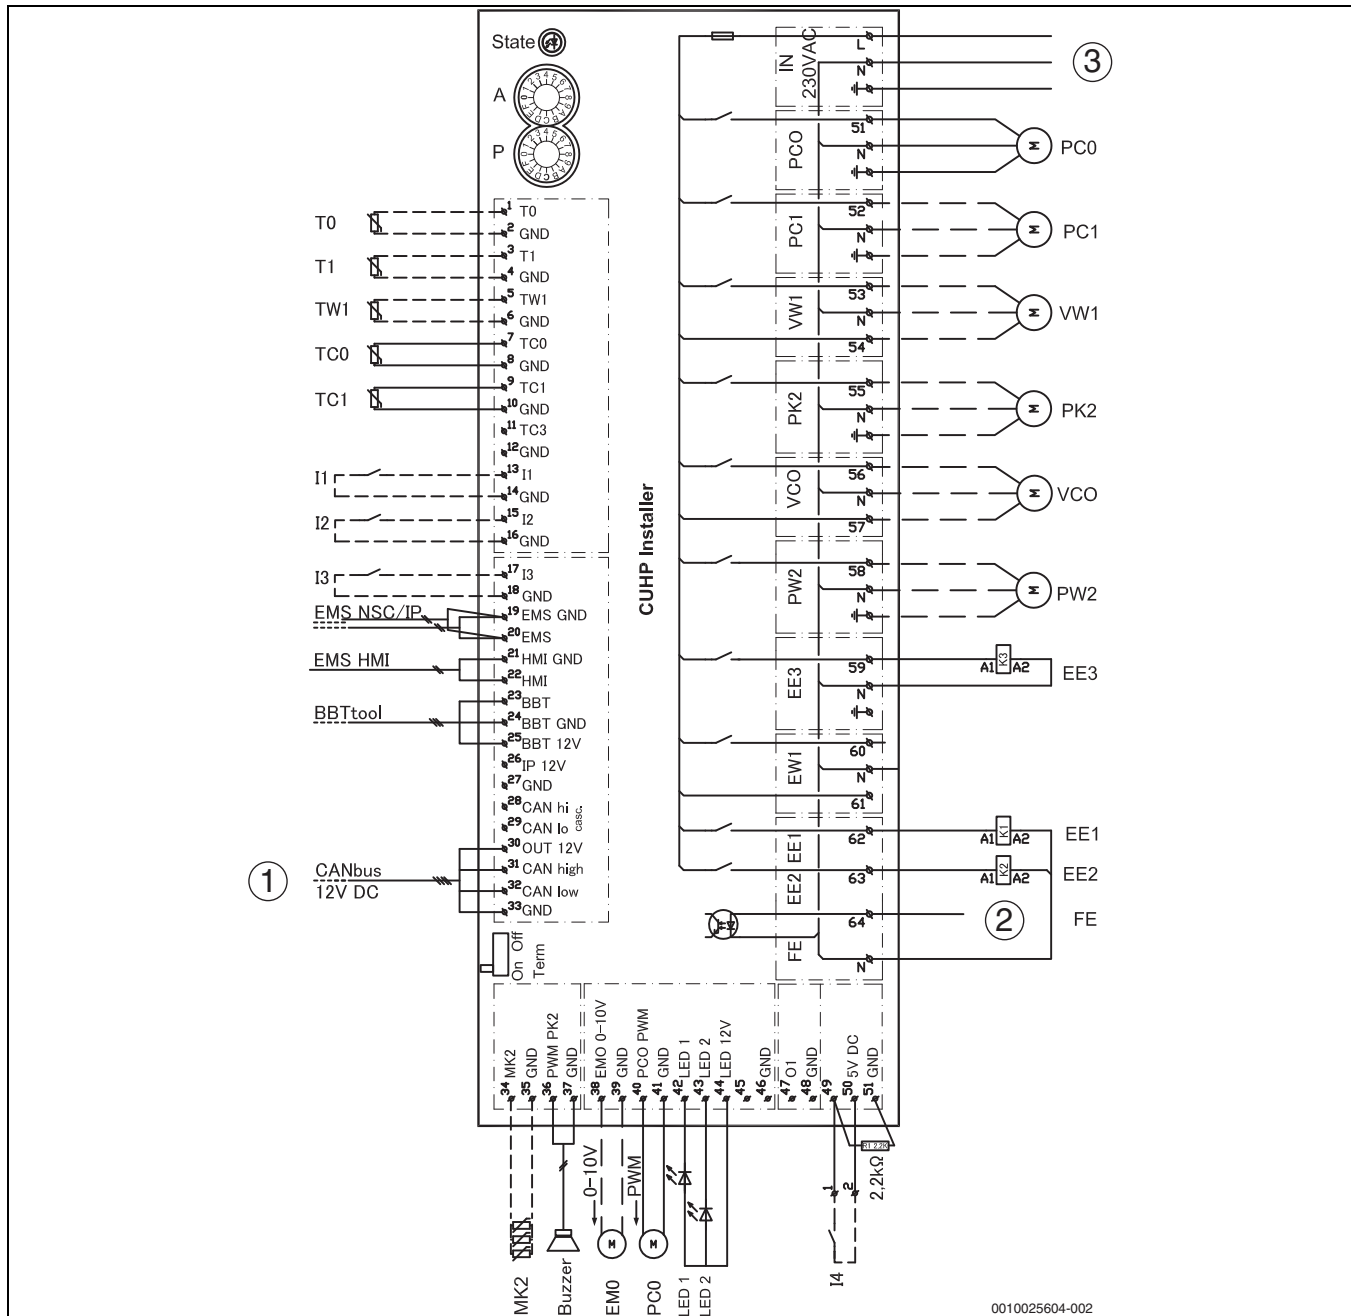 State
A
P
CUHP Installer
T0
T1
TW1
TC0
TC1
I1
I2
I3
EMS NSC/IP
EMS HMI
BBTtool
1
CANbus
12V DC
1 T0
2 GND
3 T1
4 GND
5 TW1
6 GND
7 TC0
8 GND
9 TC1
10 GND
11 TC3
12 GND
13 I1
14 GND
15 I2
16 GND
17 I3
18 GND
19 EMS GND
20 EMS
21 HMI GND
22 HMI
23 BBT
24 BBT GND
25 BBT 12V
26 IP 12V
27 GND
28 CAN hi
29 CAN lo
casc.
30 OUT 12V
31 CAN high
32 CAN low
33 GND
On Off
Term
IN
230VAC
L
N
3
PCO
51
N
PC0
PC1
52
N
PC1
VW1
53
N
54
VW1
PK2
55
N
PK2
VCO
56
N
57
VCO
PW2
58
N
PW2
EE3
59
N
A1 K3 A2
EE3
EW1
60
N
61
EE1
62
A1 K1 A2
EE1
EE2
63
A1 K2 A2
EE2
FE
64
N
2
FE
34 MK2
35 GND
36 PWM PK2
37 GND
38 EMO 0-10V
39 GND
40 PCO PWM
41 GND
42 LED 1
43 LED 2
44 LED 12V
45
46 GND
47 O1
48 GND
49
50 5V DC
51 GND
0-10V
PWM
M
M
M
M
M
M
M
M
R1 2.2K
2,2kΩ
1
2
MK2
Buzzer
EM0
PC0
LED 1
LED 2
I4
0010025604-002